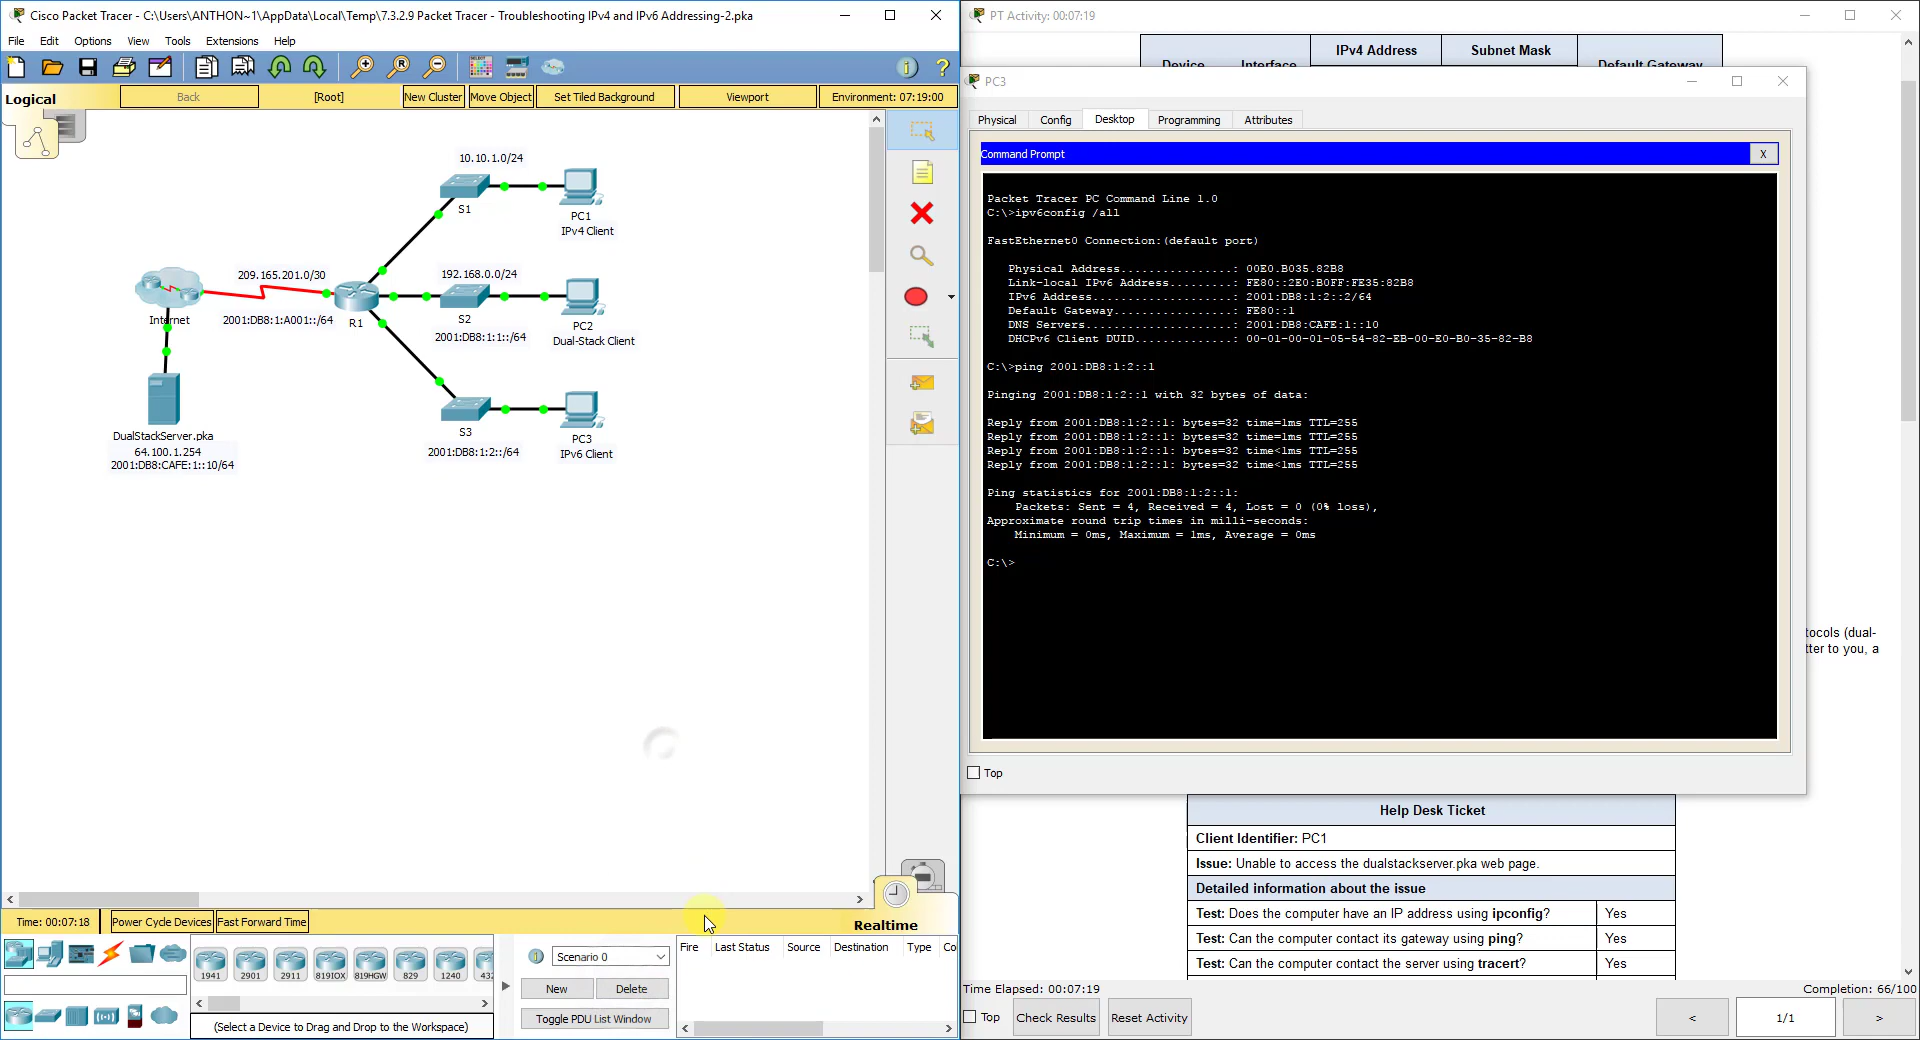 Cisco Packet Tracer - C:\Users\ANTHON~1\AppData\Local\Temp\7.3.2.9 Packet Tracer - Troubleshooting IPv4 and IPv6 Addressing-2.pka
File Edit Options View Tools Extensions Help
Logical
Back
[Root]
New Cluster
Move Object
Set Tiled Background
Viewport
Environment: 07:19:00
10.10.1.0/24
S1
PC1
IPv4 Client
209.165.201.0/30
192.168.0.0/24
Internet
2001:DB8:1:A001::/64
R1
S2
2001:DB8:1:1::/64
PC2
Dual-Stack Client
DualStackServer.pka
64.100.1.254
2001:DB8:CAFE:1::10/64
S3
2001:DB8:1:2::/64
PC3
IPv6 Client
Time: 00:07:18
Power Cycle Devices
Fast Forward Time
Realtime
1941
2901
2911
819IOX
819HGW
829
1240
(Select a Device to Drag and Drop to the Workspace)
Scenario 0
New
Delete
Toggle PDU List Window
Fire Last Status Source Destination Type Co
PT Activity: 00:07:19
Device Interface
IPv4 Address
Subnet Mask
Default Gateway
PC3
Physical Config Desktop Programming Attributes
Command Prompt
X
Packet Tracer PC Command Line 1.0
C:\>ipv6config /all
FastEthernet0 Connection:(default port)
Physical Address................: 00E0.B035.82B8
Link-local IPv6 Address.........: FE80::2E0:B0FF:FE35:82B8
IPv6 Address....................: 2001:DB8:1:2::2/64
Default Gateway.................: FE80::1
DNS Servers.....................: 2001:DB8:CAFE:1::10
DHCPv6 Client DUID..............: 00-01-00-01-05-54-82-EB-00-E0-B0-35-82-B8
C:\>ping 2001:DB8:1:2::1
Pinging 2001:DB8:1:2::1 with 32 bytes of data:
Reply from 2001:DB8:1:2::1: bytes=32 time=1ms TTL=255
Reply from 2001:DB8:1:2::1: bytes=32 time=1ms TTL=255
Reply from 2001:DB8:1:2::1: bytes=32 time<1ms TTL=255
Reply from 2001:DB8:1:2::1: bytes=32 time<1ms TTL=255
Ping statistics for 2001:DB8:1:2::1:
Packets: Sent = 4, Received = 4, Lost = 0 (0% loss),
Approximate round trip times in milli-seconds:
Minimum = 0ms, Maximum = 1ms, Average = 0ms
C:\>
Top
tocols (dual-
tter to you, a
Help Desk Ticket
Client Identifier: PC1
Issue: Unable to access the dualstackserver.pka web page.
Detailed information about the issue
Test: Does the computer have an IP address using ipconfig? Yes
Test: Can the computer contact its gateway using ping? Yes
Test: Can the computer contact the server using tracert? Yes
Time Elapsed: 00:07:19
Completion: 66/100
Top
Check Results
Reset Activity
<
1/1
>